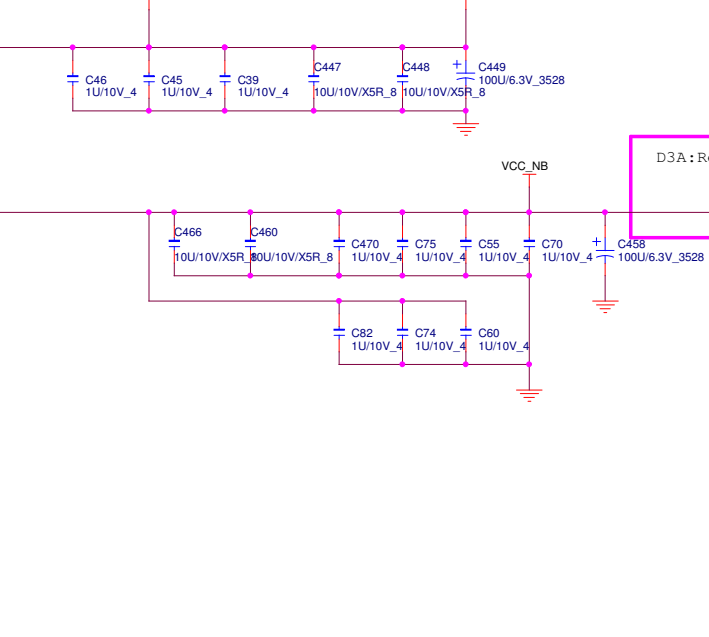 C46
1U/10V_4
C45
1U/10V_4
C39
1U/10V_4
C447
10U/10V/X5R_8
C448
10U/10V/X5R_8
+
C449
100U/6.3V_3528
VCC_NB
D3A:R
C466
10U/10V/X5R_8
C460
10U/10V/X5R_8
C470
1U/10V_4
C75
1U/10V_4
C55
1U/10V_4
C70
1U/10V_4
+
C458
100U/6.3V_3528
C82
1U/10V_4
C74
1U/10V_4
C60
1U/10V_4